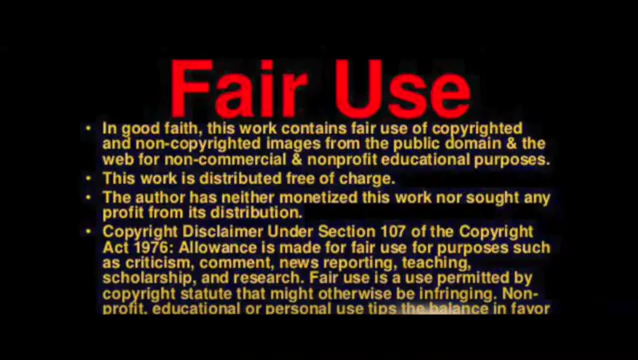 Fair Use
• In good faith, this work contains fair use of copyrighted
and non-copyrighted images from the public domain & the
web for non-commercial & nonprofit educational purposes.
• This work is distributed free of charge.
• The author has neither monetized this work nor sought any
profit from its distribution.
• Copyright Disclaimer Under Section 107 of the Copyright
Act 1976: Allowance is made for fair use for purposes such
as criticism, comment, news reporting, teaching,
scholarship, and research. Fair use is a use permitted by
copyright statute that might otherwise be infringing. Non-
profit, educational or personal use tips the balance in favor